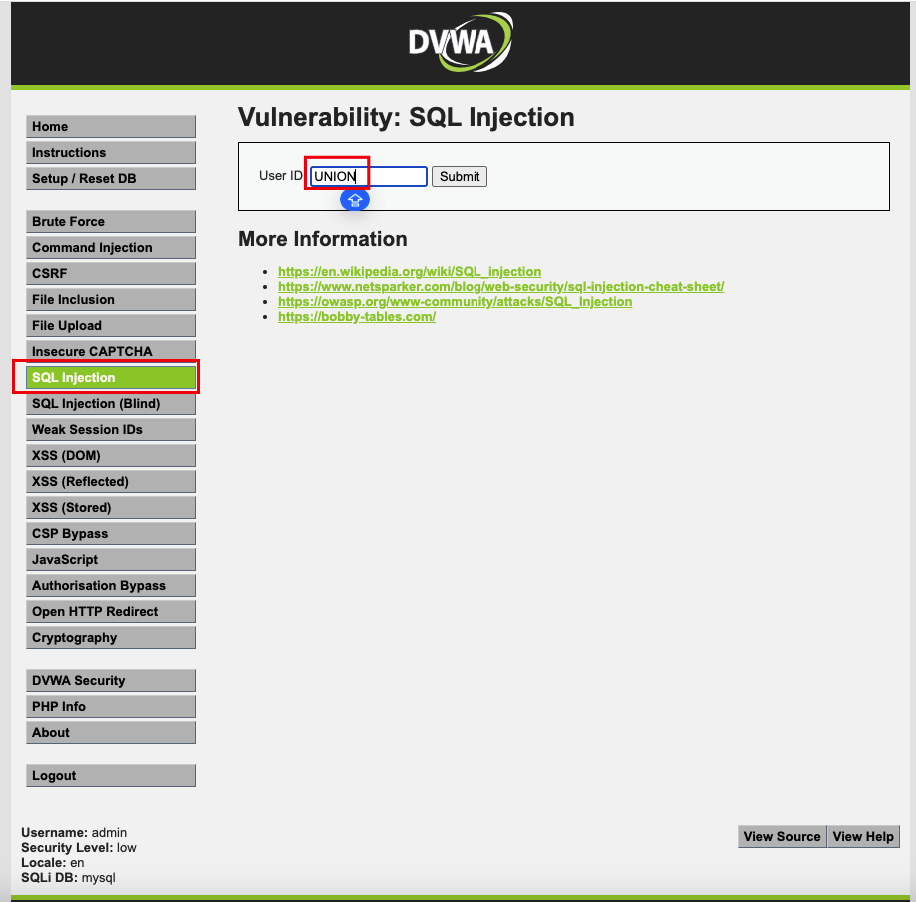 DVWA
Vulnerability: SQL Injection
User ID: UNION Submit
More Information
https://en.wikipedia.org/wiki/SQL_injection
https://www.netsparker.com/blog/web-security/sql-injection-cheat-sheet/
https://owasp.org/www-community/attacks/SQL_Injection
https://bobby-tables.com/
Home
Instructions
Setup / Reset DB
Brute Force
Command Injection
CSRF
File Inclusion
File Upload
Insecure CAPTCHA
SQL Injection
SQL Injection (Blind)
Weak Session IDs
XSS (DOM)
XSS (Reflected)
XSS (Stored)
CSP Bypass
JavaScript
Authorisation Bypass
Open HTTP Redirect
Cryptography
DVWA Security
PHP Info
About
Logout
Username: admin
Security Level: low
Locale: en
SQLi DB: mysql
View Source View Help